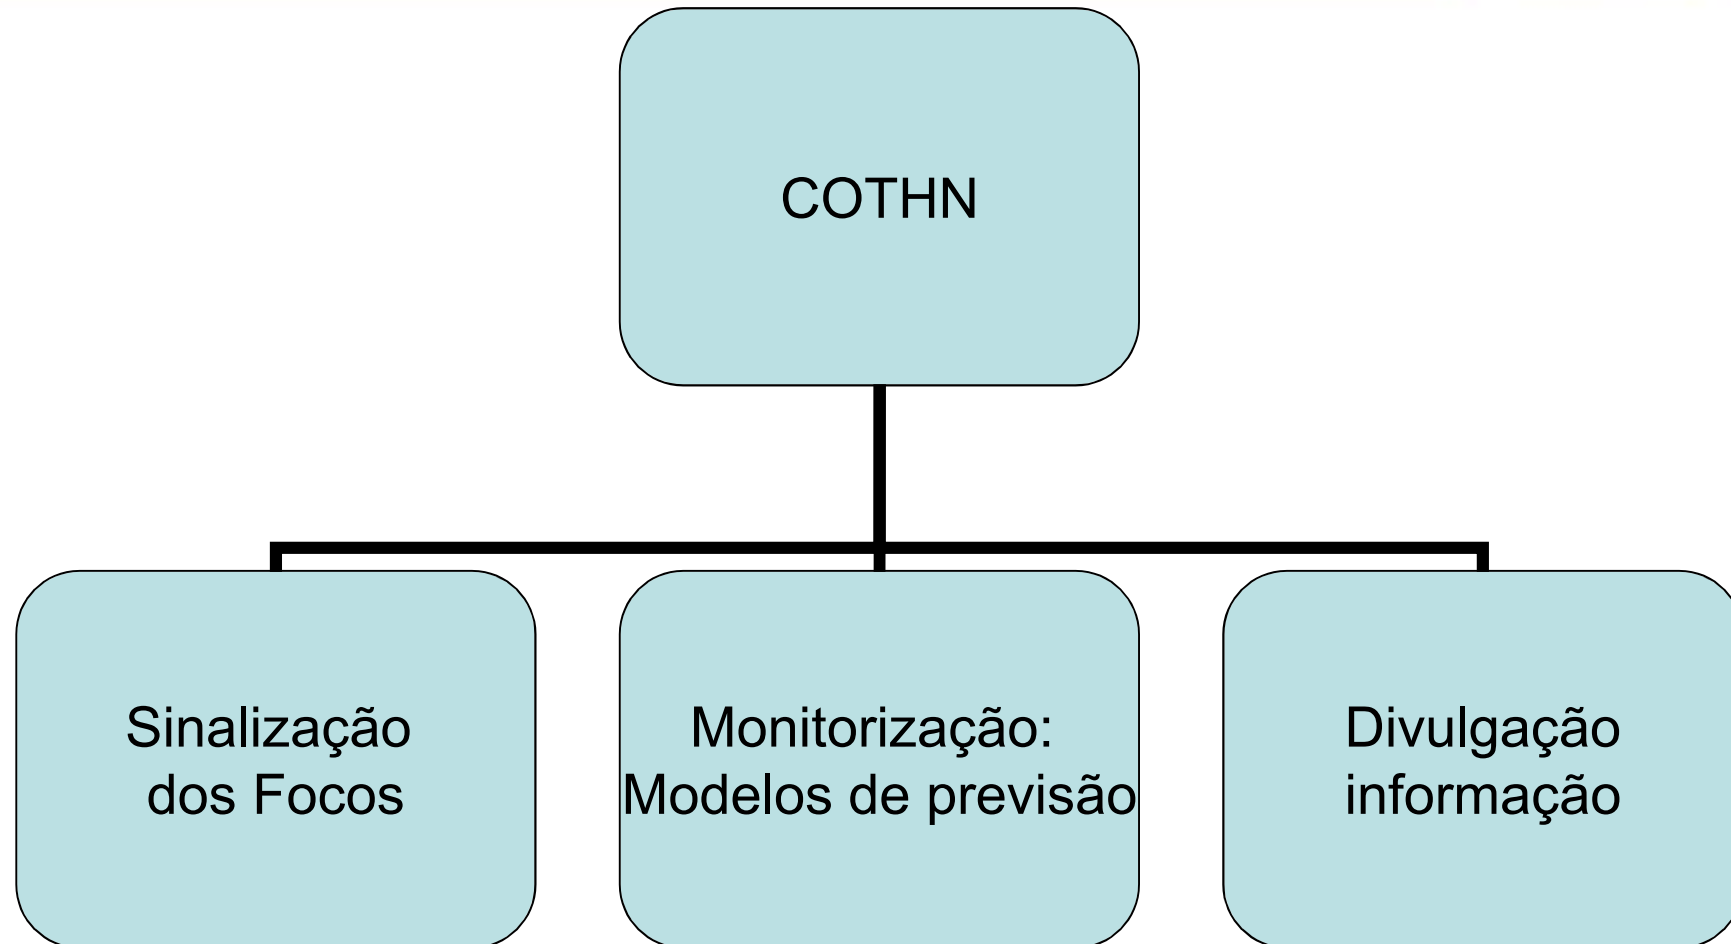 COTHN
Sinalização
dos Focos
Monitorização:
Modelos de previsão
Divulgação
informação